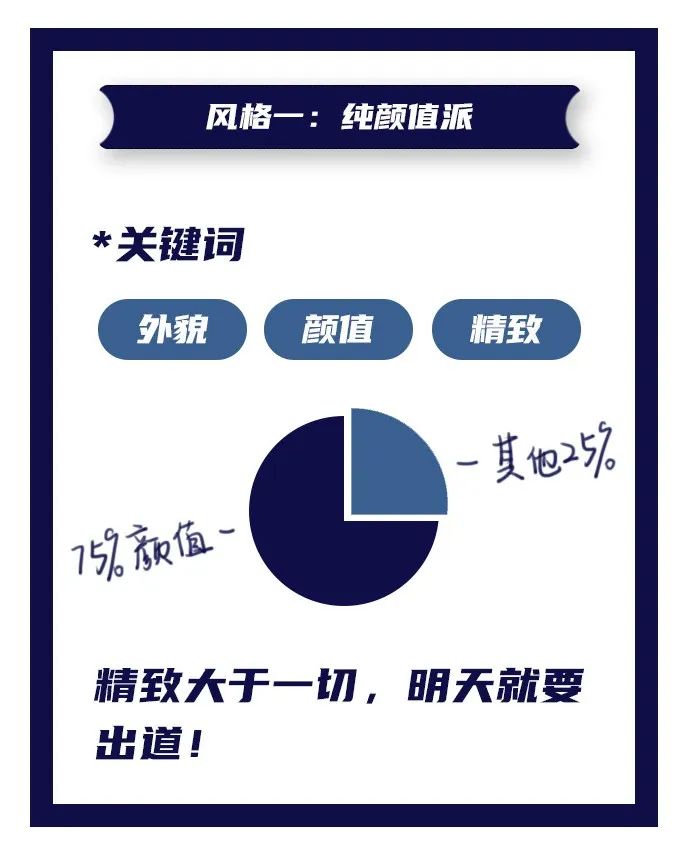 风格一：纯颜值派
*关键词
外貌 颜值 精致
- 其他25%
75%颜值 -
精致大于一切，明天就要
出道！